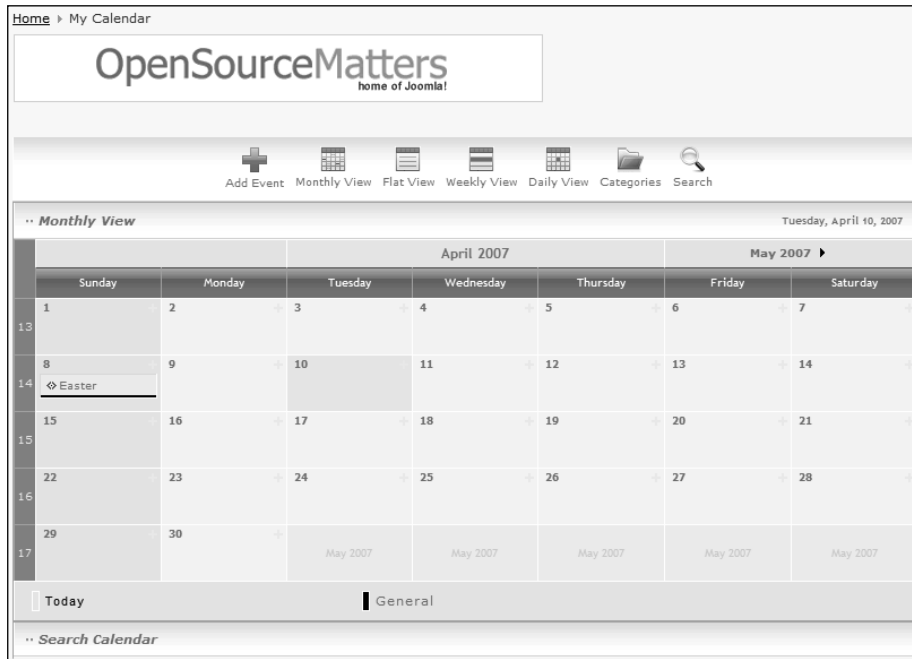 Home My Calendar
OpenSourceMatters
home of Joomla!
Add Event Monthly View Flat View Weekly View Daily View Categories Search
Monthly View Tuesday, April 10, 2007
April 2007 May 2007
Sunday Monday Tuesday Wednesday Thursday Friday Saturday
1 2 3 4 5 6 7
13
8 9 10 11 12 13 14
14 Easter
15 16 17 18 19 20 21
15
22 23 24 25 26 27 28
16
29 30
17 May 2007 May 2007 May 2007 May 2007 May 2007
Today General
Search Calendar